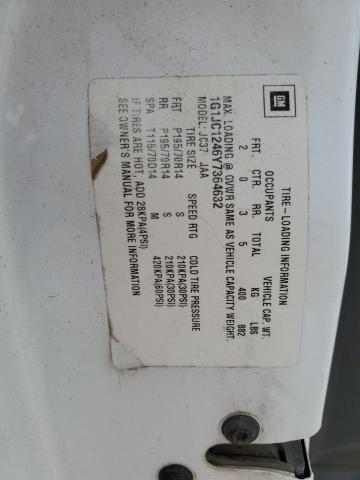 GM
TIRE-LOADING INFORMATION
OCCUPANTS VEHICLE CAP. WT.
FRT. CTR. RR. TOTAL KG LBS
2 0 3 5 400 882
MAX. LOADING @ GVWR SAME AS VEHICLE CAPACITY WEIGHT.
1G1JC1246Y7364632
MODEL: JC37 JAA
TIRE SIZE SPEED RTG COLD TIRE PRESSURE
FRT P195/70R14 S 210KPA(30PSI)
RR P195/70R14 S 210KPA(30PSI)
SPA T115/70D14 M 420KPA(60PSI)
IF TIRES ARE HOT, ADD 28KPA(4PSI)
SEE OWNER'S MANUAL FOR MORE INFORMATION